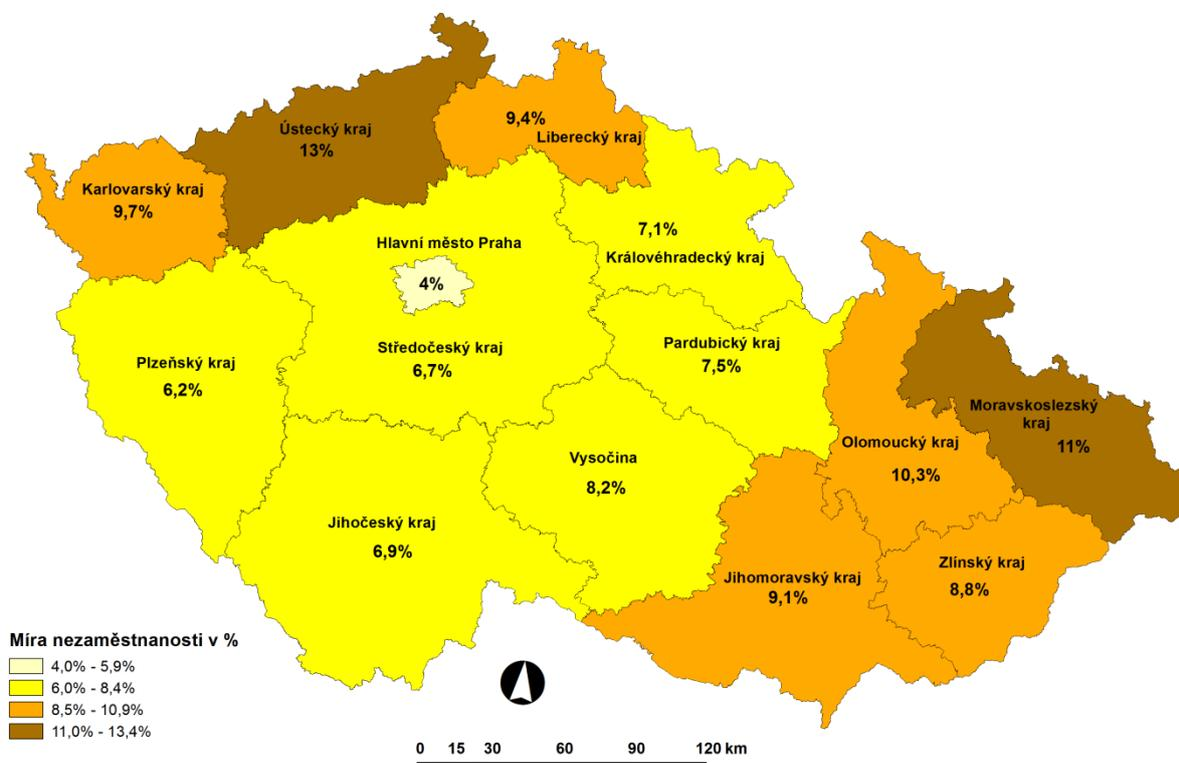 Ústecký kraj
13%
9,4%
Liberecký kraj
Karlovarský kraj
9,7%
7,1%
Královéhradecký kraj
Hlavní město Praha
4%
Středočeský kraj
6,7%
Pardubický kraj
7,5%
Plzeňský kraj
6,2%
Moravskoslezský
kraj
11%
Olomoucký kraj
10,3%
Vysočina
8,2%
Jihočeský kraj
6,9%
Jihomoravský kraj
9,1%
Zlínský kraj
8,8%
Míra nezaměstnanosti v %
4,0% - 5,9%
6,0% - 8,4%
8,5% - 10,9%
11,0% - 13,4%
0 15 30 60 90 120 km